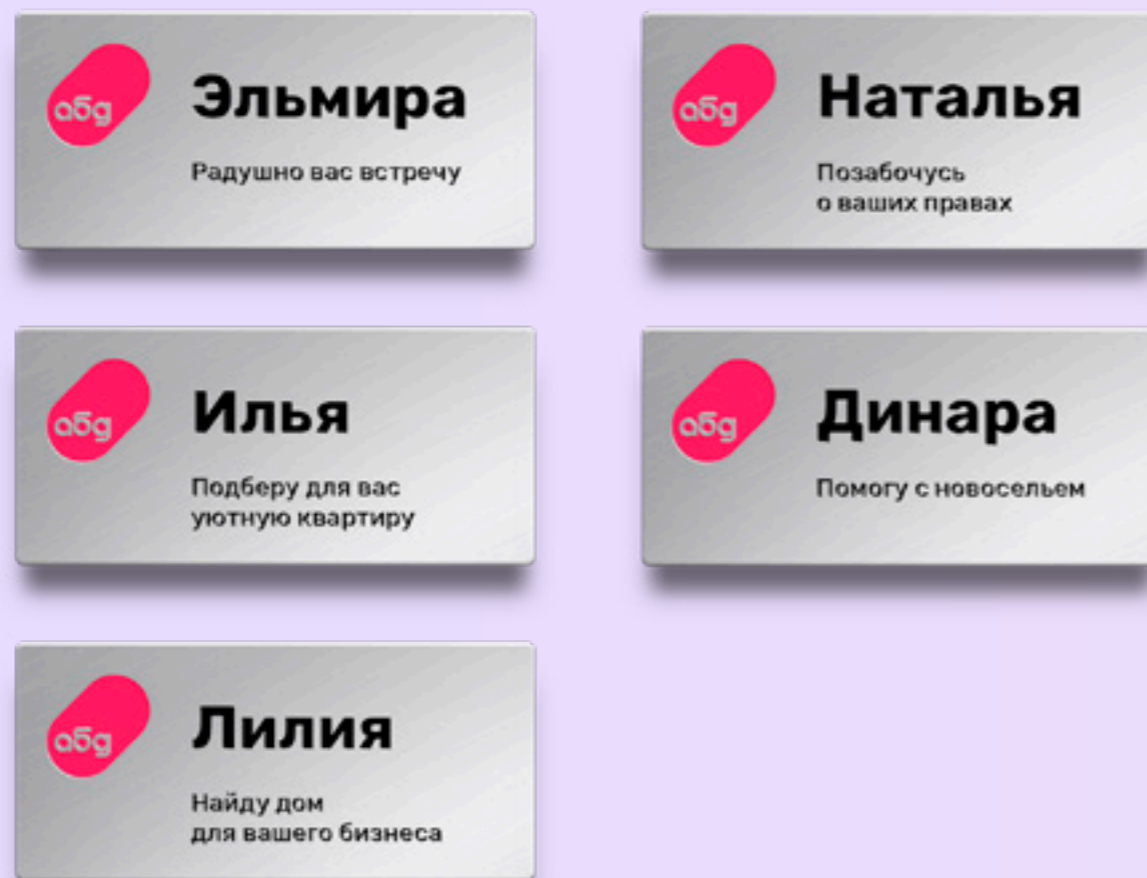 абд
Эльмира
Радушно вас встречу
абд
Наталья
Позабочусь
о ваших правах
абд
Илья
Подберу для вас
уютную квартиру
абд
Динара
Помогу с новосельем
абд
Лилия
Найду дом
для вашего бизнеса